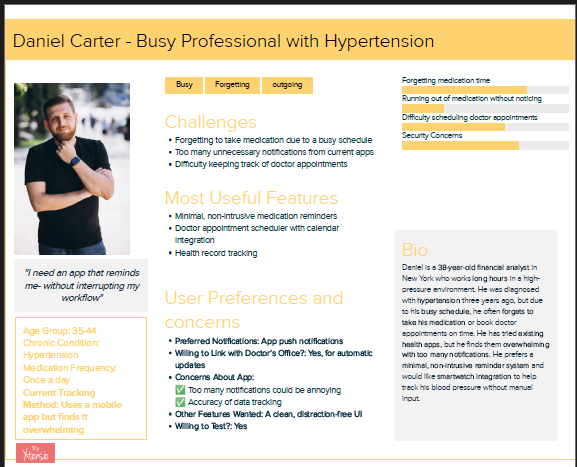 Daniel Carter - Busy Professional with Hypertension
Busy
Forgetting
outgoing
Challenges
• Forgetting to take medication due to a busy schedule
• Too many unnecessary notifications from current apps
• Difficulty keeping track of doctor appointments
Most Useful Features
• Minimal, non-intrusive medication reminders
• Doctor appointment scheduler with calendar
integration
• Health record tracking
User Preferences and
concerns
• Preferred Notifications: App push notifications
• Willing to Link with Doctor's Office?: Yes, for automatic
updates
• Concerns About App:
✅ Too many notifications could be annoying
✅ Accuracy of data tracking
• Other Features Wanted: A clean, distraction-free UI
• Willing to Test?: Yes
"I need an app that reminds
me- without interrupting my
workflow"
Age Group: 35-44
Chronic Condition:
Hypertension
Medication Frequency:
Once a day
Current Tracking
Method: Uses a mobile
app but finds it
overwhelming
by
Xtensio
Forgetting medication time
Running out of medication without noticing
Difficulty scheduling doctor appointments
Security Concerns
Bio
Daniel is a 38-year-old financial analyst in
New York who works long hours in a high-
pressure environment. He was diagnosed
with hypertension three years ago, but due
to his busy schedule, he often forgets to
take his medication or book doctor
appointments on time. He has tried existing
health apps, but he finds them overwhelming
with too many notifications. He prefers a
minimal, non-intrusive reminder system and
would like smartwatch integration to help
track his blood pressure without manual
input.